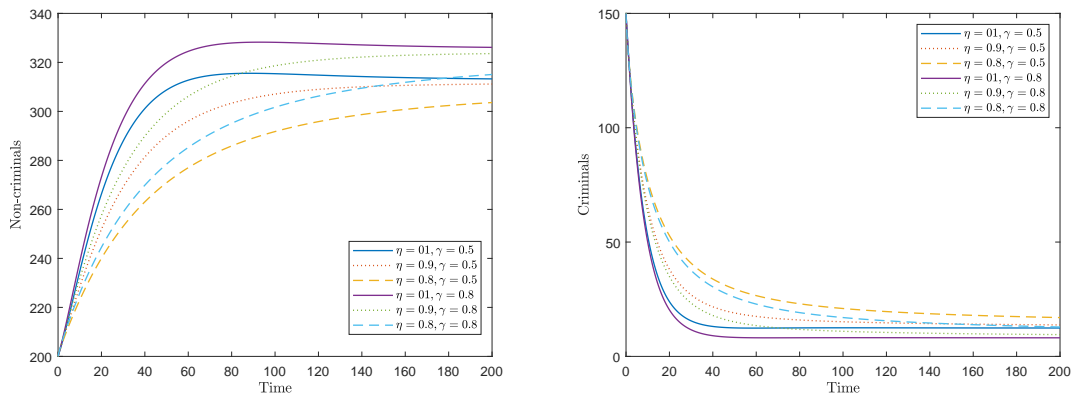 340
320
300
280
260
240
220
200
Non-criminals
0 20 40 60 80 100 120 140 160 180 200
Time
η = 01, γ = 0.5
η = 0.9, γ = 0.5
η = 0.8, γ = 0.5
η = 01, γ = 0.8
η = 0.9, γ = 0.8
η = 0.8, γ = 0.8
150
100
50
0
Criminals
0 20 40 60 80 100 120 140 160 180 200
Time
η = 01, γ = 0.5
η = 0.9, γ = 0.5
η = 0.8, γ = 0.5
η = 01, γ = 0.8
η = 0.9, γ = 0.8
η = 0.8, γ = 0.8